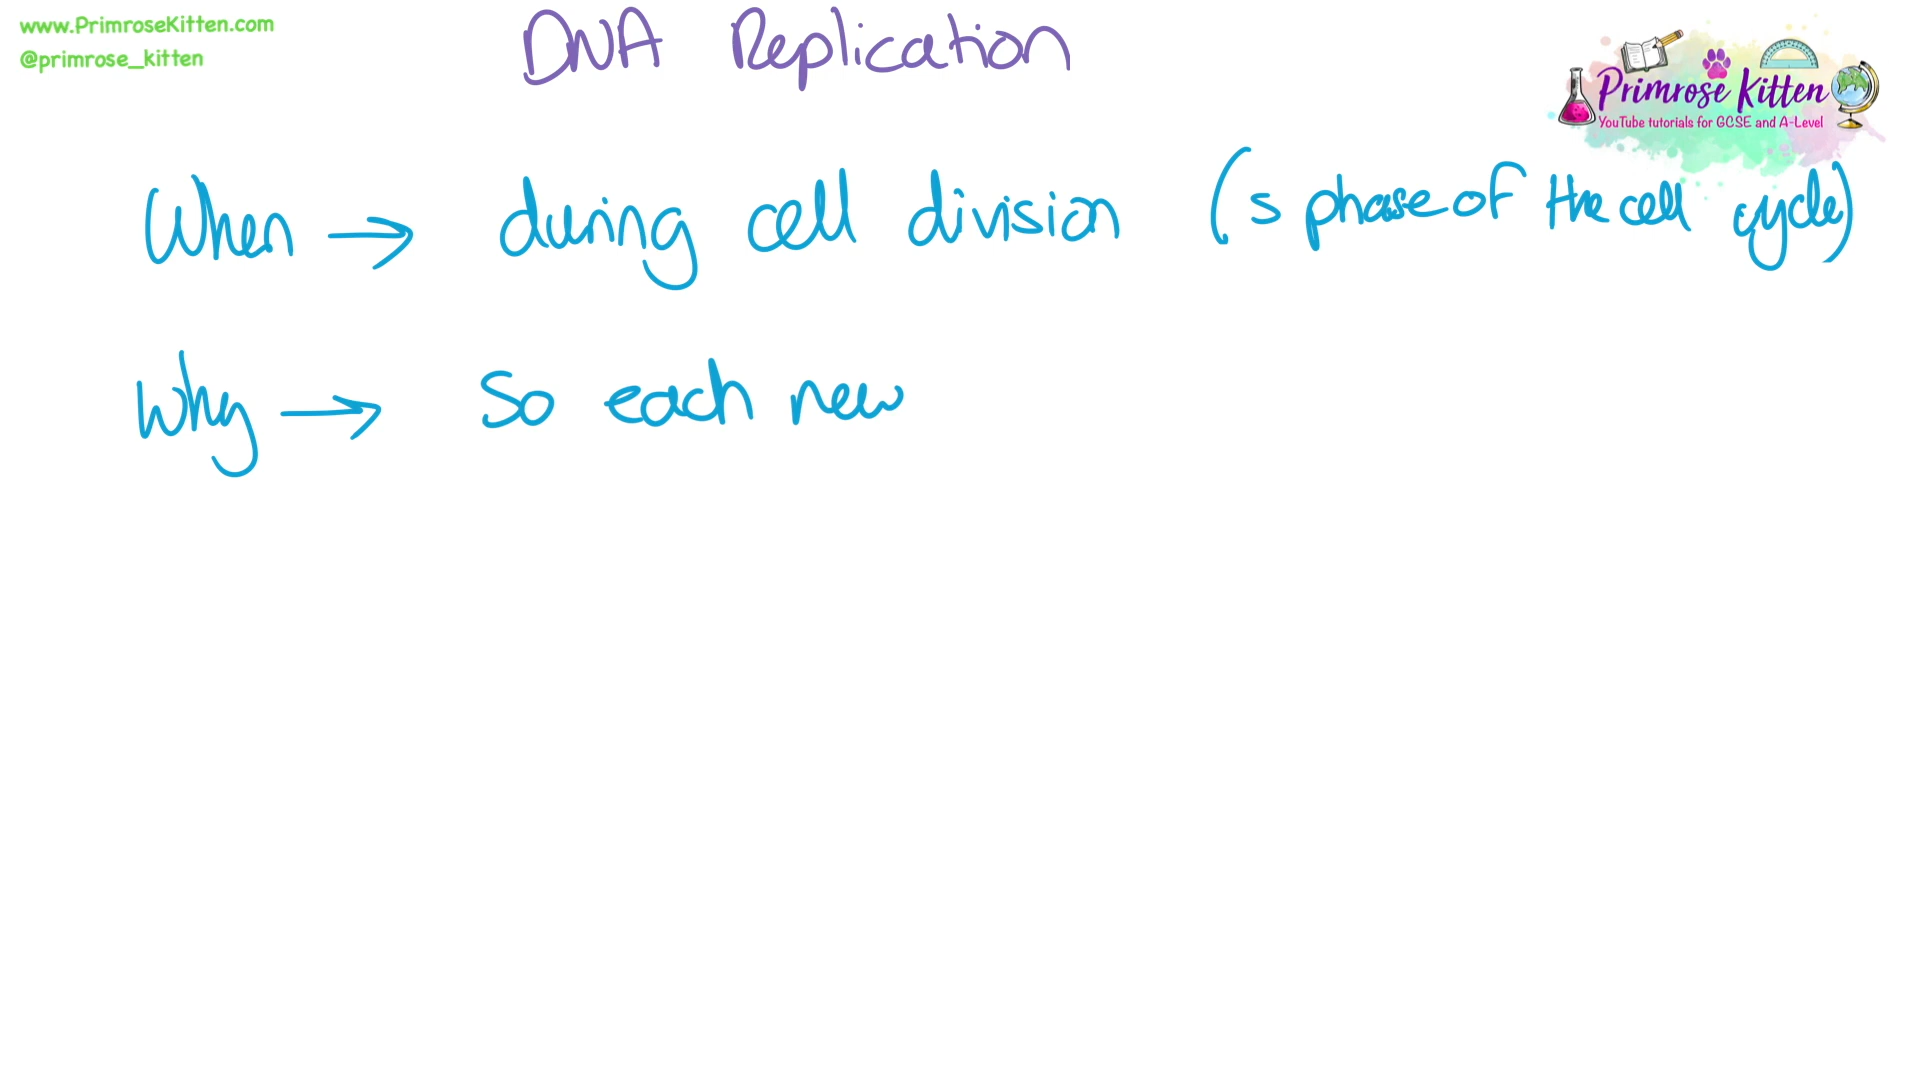 www.PrimroseKitten.com
@primrose_kitten
DNA Replication
Primrose Kitten
YouTube tutorials for GCSE and A-Level
When → during cell division (s phase of the cell cycle)
Why → So each new